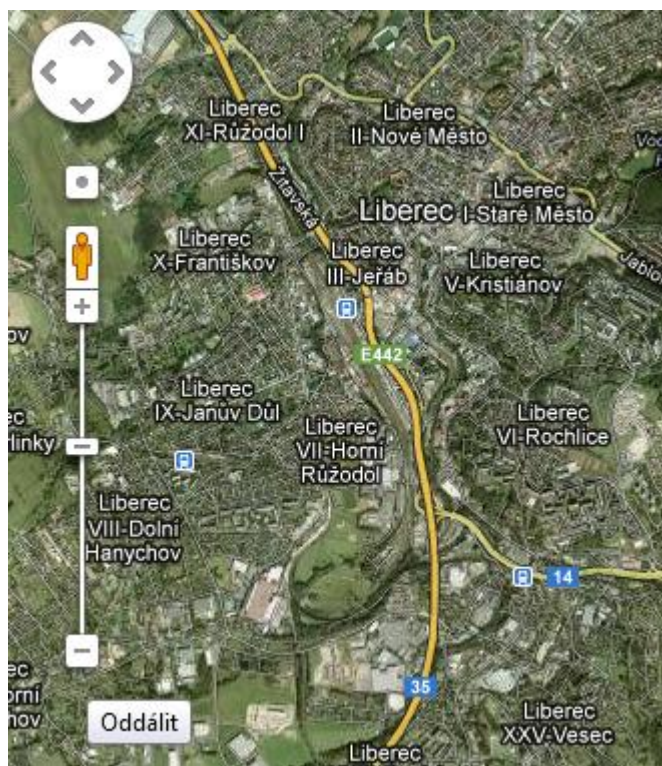 Liberec
XI-Růžodol I
Liberec
II-Nové Město
Žitavská
Liberec
Liberec
I-Staré Město
Liberec
X-Františkov
Liberec
III-Jeřáb
Liberec
V-Kristiánov
E442
Liberec
IX-Janův Důl
Liberec
VII-Horní
Růžodol
Liberec
VI-Rochlice
Liberec
VIII-Dolní
Hanychov
14
35
Oddálit
Liberec
XXV-Vesec
Liberec